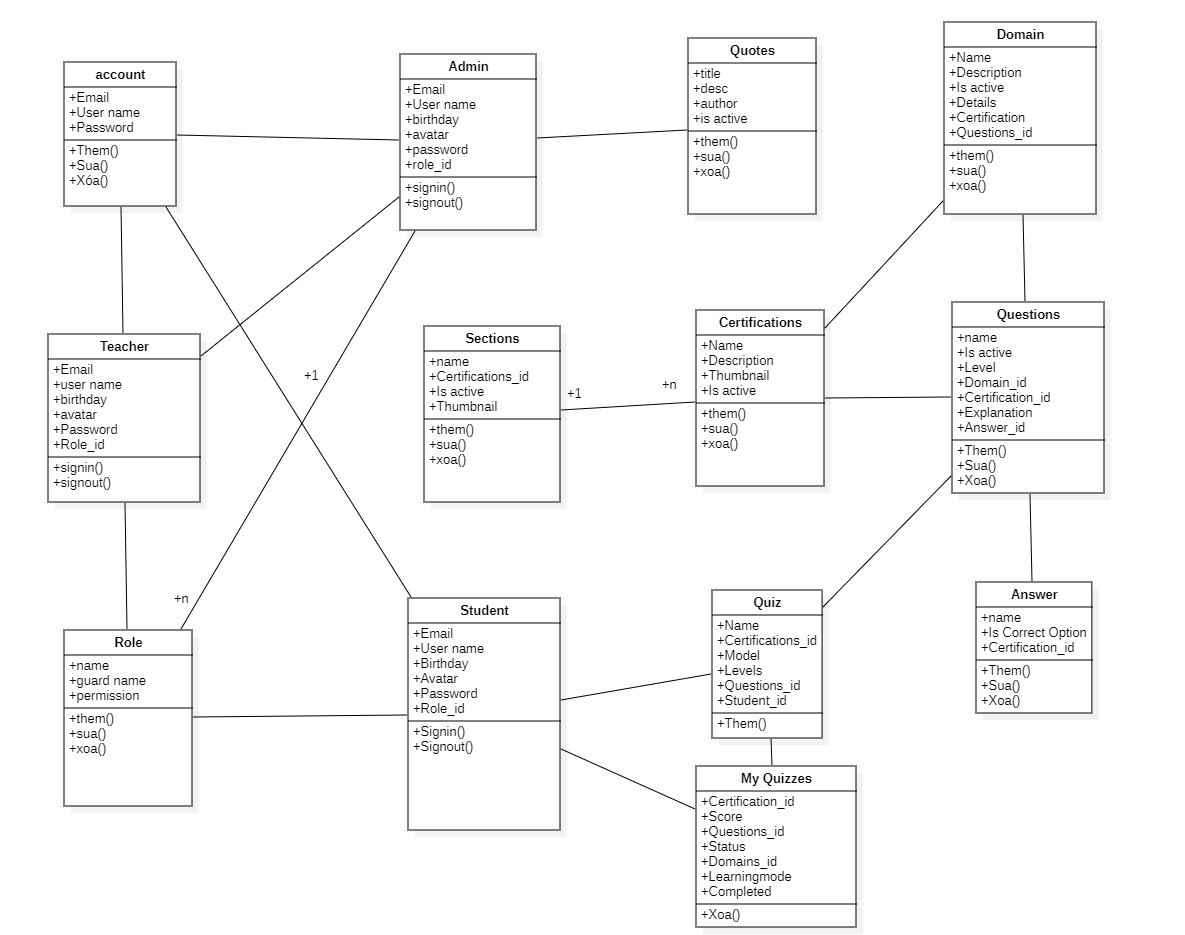 account
+Email
+User name
+Password
+Them()
+Sua()
+Xóa()
Admin
+Email
+User name
+birthday
+avatar
+password
+role_id
+signin()
+signout()
Quotes
+title
+desc
+author
+is active
+them()
+sua()
+xoa()
Domain
+Name
+Description
+Is active
+Details
+Certification
+Questions_id
+them()
+sua()
+xoa()
Teacher
+Email
+user name
+birthday
+avatar
+Password
+Role_id
+signin()
+signout()
+1
+n
Sections
+name
+Certifications_id
+Is active
+Thumbnail
+them()
+sua()
+xoa()
+1
+n
Certifications
+Name
+Description
+Thumbnail
+Is active
+them()
+sua()
+xoa()
Questions
+name
+Is active
+Level
+Domain_id
+Certification_id
+Explanation
+Answer_id
+Them()
+Sua()
+Xoa()
Role
+name
+guard name
+permission
+them()
+sua()
+xoa()
Student
+Email
+User name
+Birthday
+Avatar
+Password
+Role_id
+Signin()
+Signout()
Quiz
+Name
+Certifications_id
+Model
+Levels
+Questions_id
+Student_id
+Them()
Answer
+name
+Is Correct Option
+Certification_id
+Them()
+Sua()
+Xoa()
My Quizzes
+Certification_id
+Score
+Questions_id
+Status
+Domains_id
+Learningmode
+Completed
+Xoa()